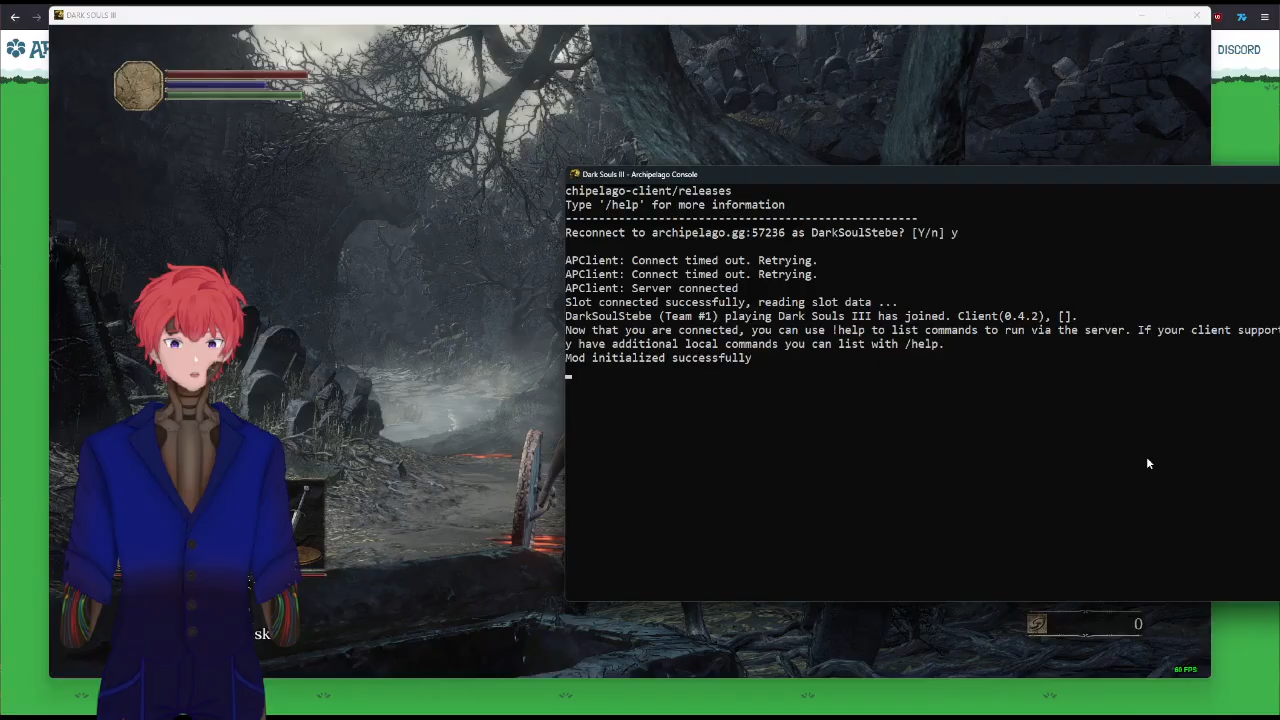 DARK SOULS III
AR
DISCORD
Dark Souls III - Archipelago Console
chipelago-client/releases
Type '/help' for more information
----------------------------------------------------
Reconnect to archipelago.gg:57236 as DarkSoulStebe? [Y/n] y
APClient: Connect timed out. Retrying.
APClient: Connect timed out. Retrying.
APClient: Server connected
Slot connected successfully, reading slot data ...
DarkSoulStebe (Team #1) playing Dark Souls III has joined. Client(0.4.2), [].
Now that you are connected, you can use !help to list commands to run via the server. If your client support
y have additional local commands you can list with /help.
Mod initialized successfully
sk
0
60 FPS